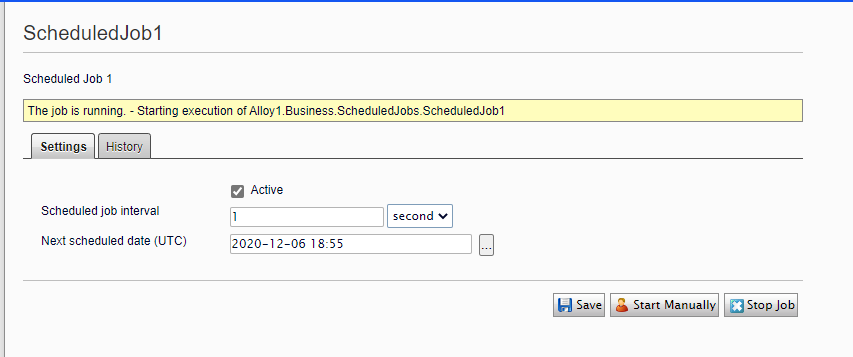 ScheduledJob1
Scheduled Job 1
The job is running. - Starting execution of Alloy1.Business.ScheduledJobs.ScheduledJob1
Settings History
Active
Scheduled job interval 1 second
Next scheduled date (UTC) 2020-12-06 18:55 ...
Save Start Manually Stop Job